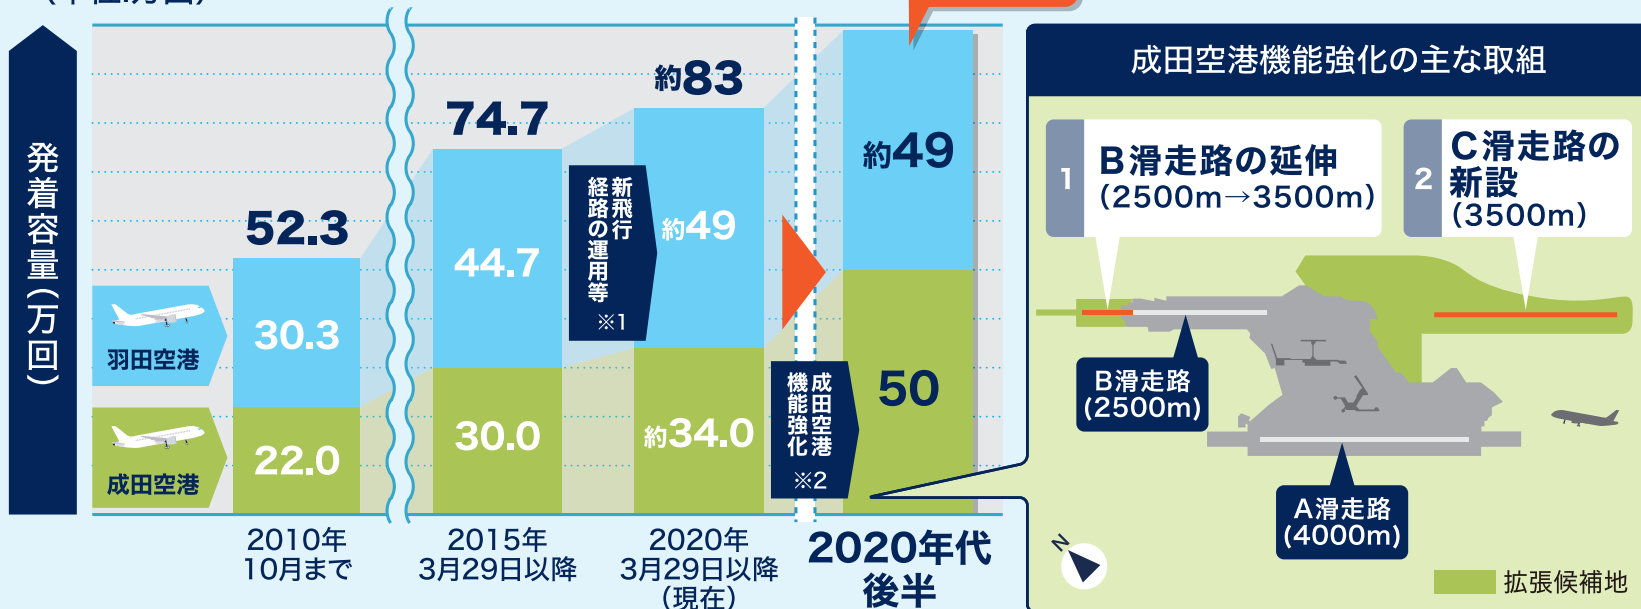 発着容量(万回)
羽田空港
成田空港
52.3
30.3
22.0
2010年
10月まで
74.7
44.7
30.0
2015年
3月29日以降
新飛行
経路の運用等
※1
約83
約49
約34.0
2020年
3月29日以降
(現在)
成田空港
機能強化
※2
約49
50
2020年代
後半
成田空港機能強化の主な取組
1
B滑走路の延伸
(2500m→3500m)
2
C滑走路の
新設
(3500m)
B滑走路
(2500m)
A滑走路
(4000m)
N
拡張候補地